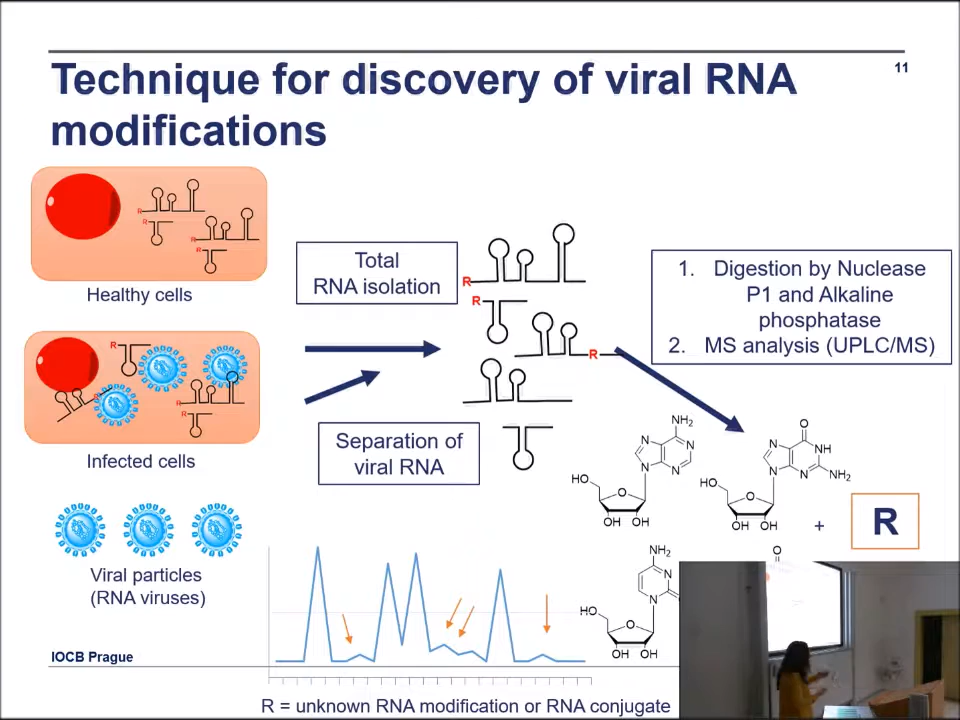 11
Technique for discovery of viral RNA
modifications
R
R
R
R
Healthy cells
Total
RNA isolation
R
R
R
1. Digestion by Nuclease
P1 and Alkaline
phosphatase
2. MS analysis (UPLC/MS)
R
R
R
R
Infected cells
Separation of
viral RNA
NH₂
N
N
N
N
HO
O
OH
OH
O
N
NH
N
N
NH₂
HO
O
OH
OH
+
R
Viral particles
(RNA viruses)
NH₂
N
N
O
HO
O
OH
OH
IOCB Prague
R = unknown RNA modification or RNA conjugate